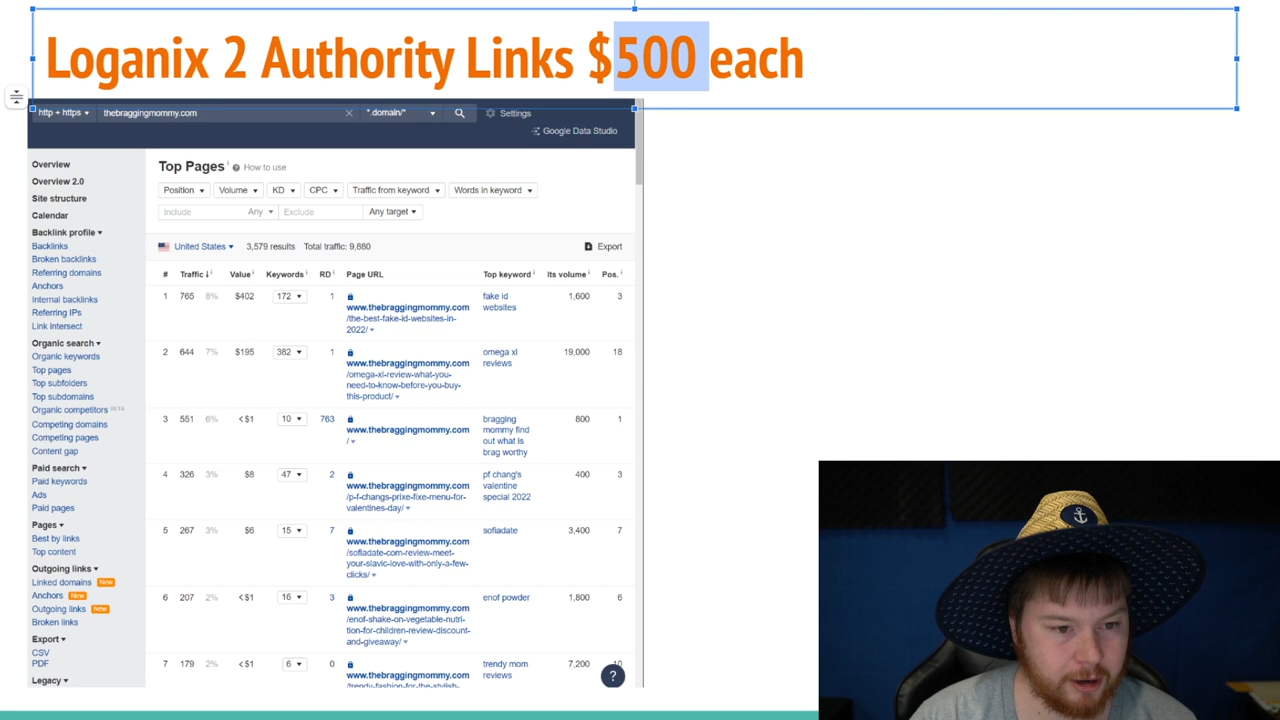 Loganix 2 Authority Links $500 each
http + https thebraggingmommy.com *.domain/* Settings
Google Data Studio
Overview
Overview 2.0
Site structure
Calendar
Backlink profile
Backlinks
Broken backlinks
Referring domains
Anchors
Internal backlinks
Referring IPs
Link intersect
Organic search
Organic keywords
Top pages
Top subfolders
Top subdomains
Organic competitors BETA
Competing domains
Competing pages
Content gap
Paid search
Paid keywords
Ads
Paid pages
Pages
Best by links
Top content
Outgoing links
Linked domains New
Anchors New
Outgoing links New
Broken links
Export
CSV
PDF
Legacy
Top Pages i ? How to use
Position Volume KD CPC Traffic from keyword Words in keyword
Include Any Exclude Any target
United States 3,579 results Total traffic: 9,880 Export
# Traffic Value Keywords RD Page URL Top keyword Its volume Pos.
1 765 8% $402 172 1 fake id 1,600 3
www.thebraggingmommy.com websites
/the-best-fake-id-websites-in-
2022/
2 644 7% $195 382 1 omega xl 19,000 18
www.thebraggingmommy.com reviews
/omega-xl-review-what-you-
need-to-know-before-you-buy-
this-product/
3 551 6% <$1 10 763 bragging 800 1
www.thebraggingmommy.com mommy find
/ out what is
brag worthy
4 326 3% $8 47 2 pf chang's 400 3
www.thebraggingmommy.com valentine
/p-f-changs-prixe-fixe-menu-for- special 2022
valentines-day/
5 267 3% $6 15 7 sofiadate 3,400 7
www.thebraggingmommy.com
/sofiadate-com-review-meet-
your-slavic-love-with-only-a-few-
clicks/
6 207 2% <$1 16 3 enof powder 1,800 6
www.thebraggingmommy.com
/enof-shake-on-vegetable-nutri-
tion-for-children-review-discount-
and-giveaway/
7 179 2% <$1 6 0 trendy mom 7,200 10
www.thebraggingmommy.com reviews
/trendy-fashion-for-the-stylish-
?